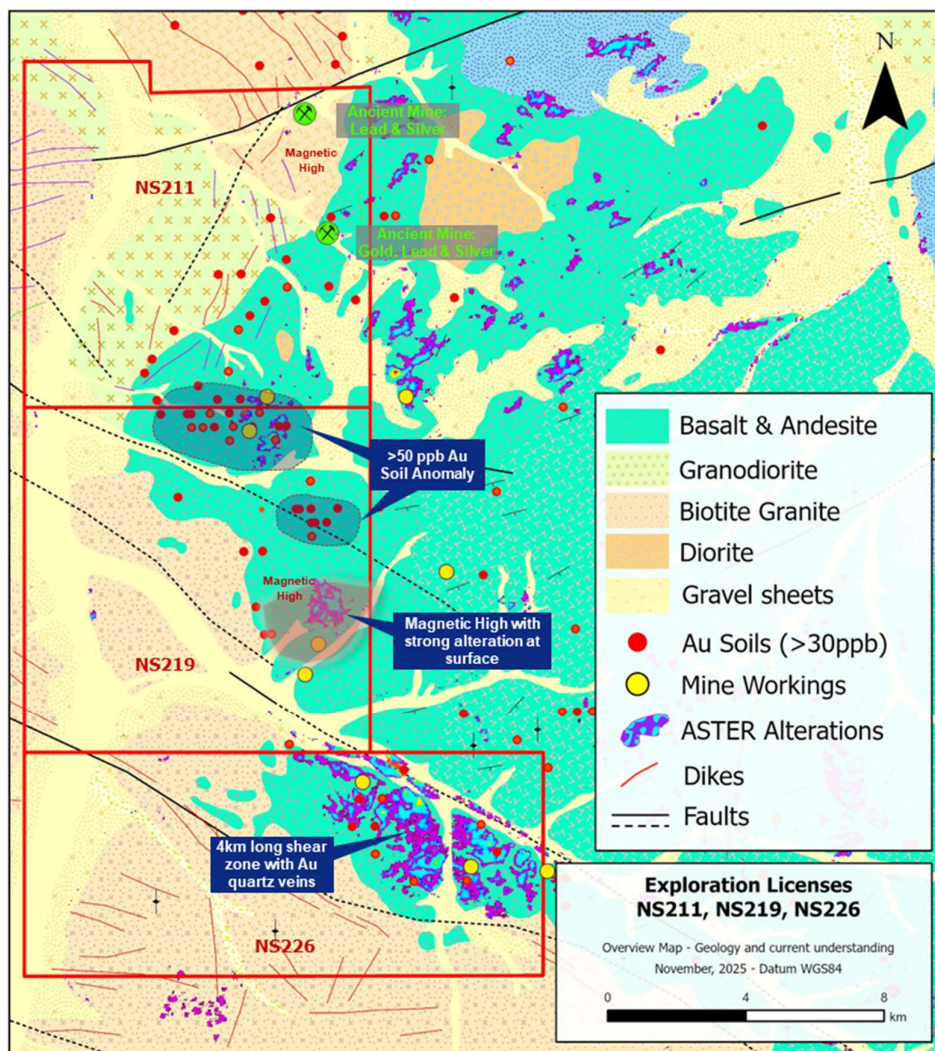 N
Ancient Mine:
Lead & Silver
Magnetic
High
NS211
Ancient Mine:
Gold, Lead & Silver
>50 ppb Au
Soil Anomaly
Magnetic
High
Magnetic High with
strong alteration at
surface
NS219
4km long shear
zone with Au
quartz veins
NS226
Basalt & Andesite
Granodiorite
Biotite Granite
Diorite
Gravel sheets
Au Soils (>30ppb)
Mine Workings
ASTER Alterations
Dikes
Faults
Exploration Licenses
NS211, NS219, NS226
Overview Map - Geology and current understanding
November, 2025 - Datum WGS84
0 4 8
km